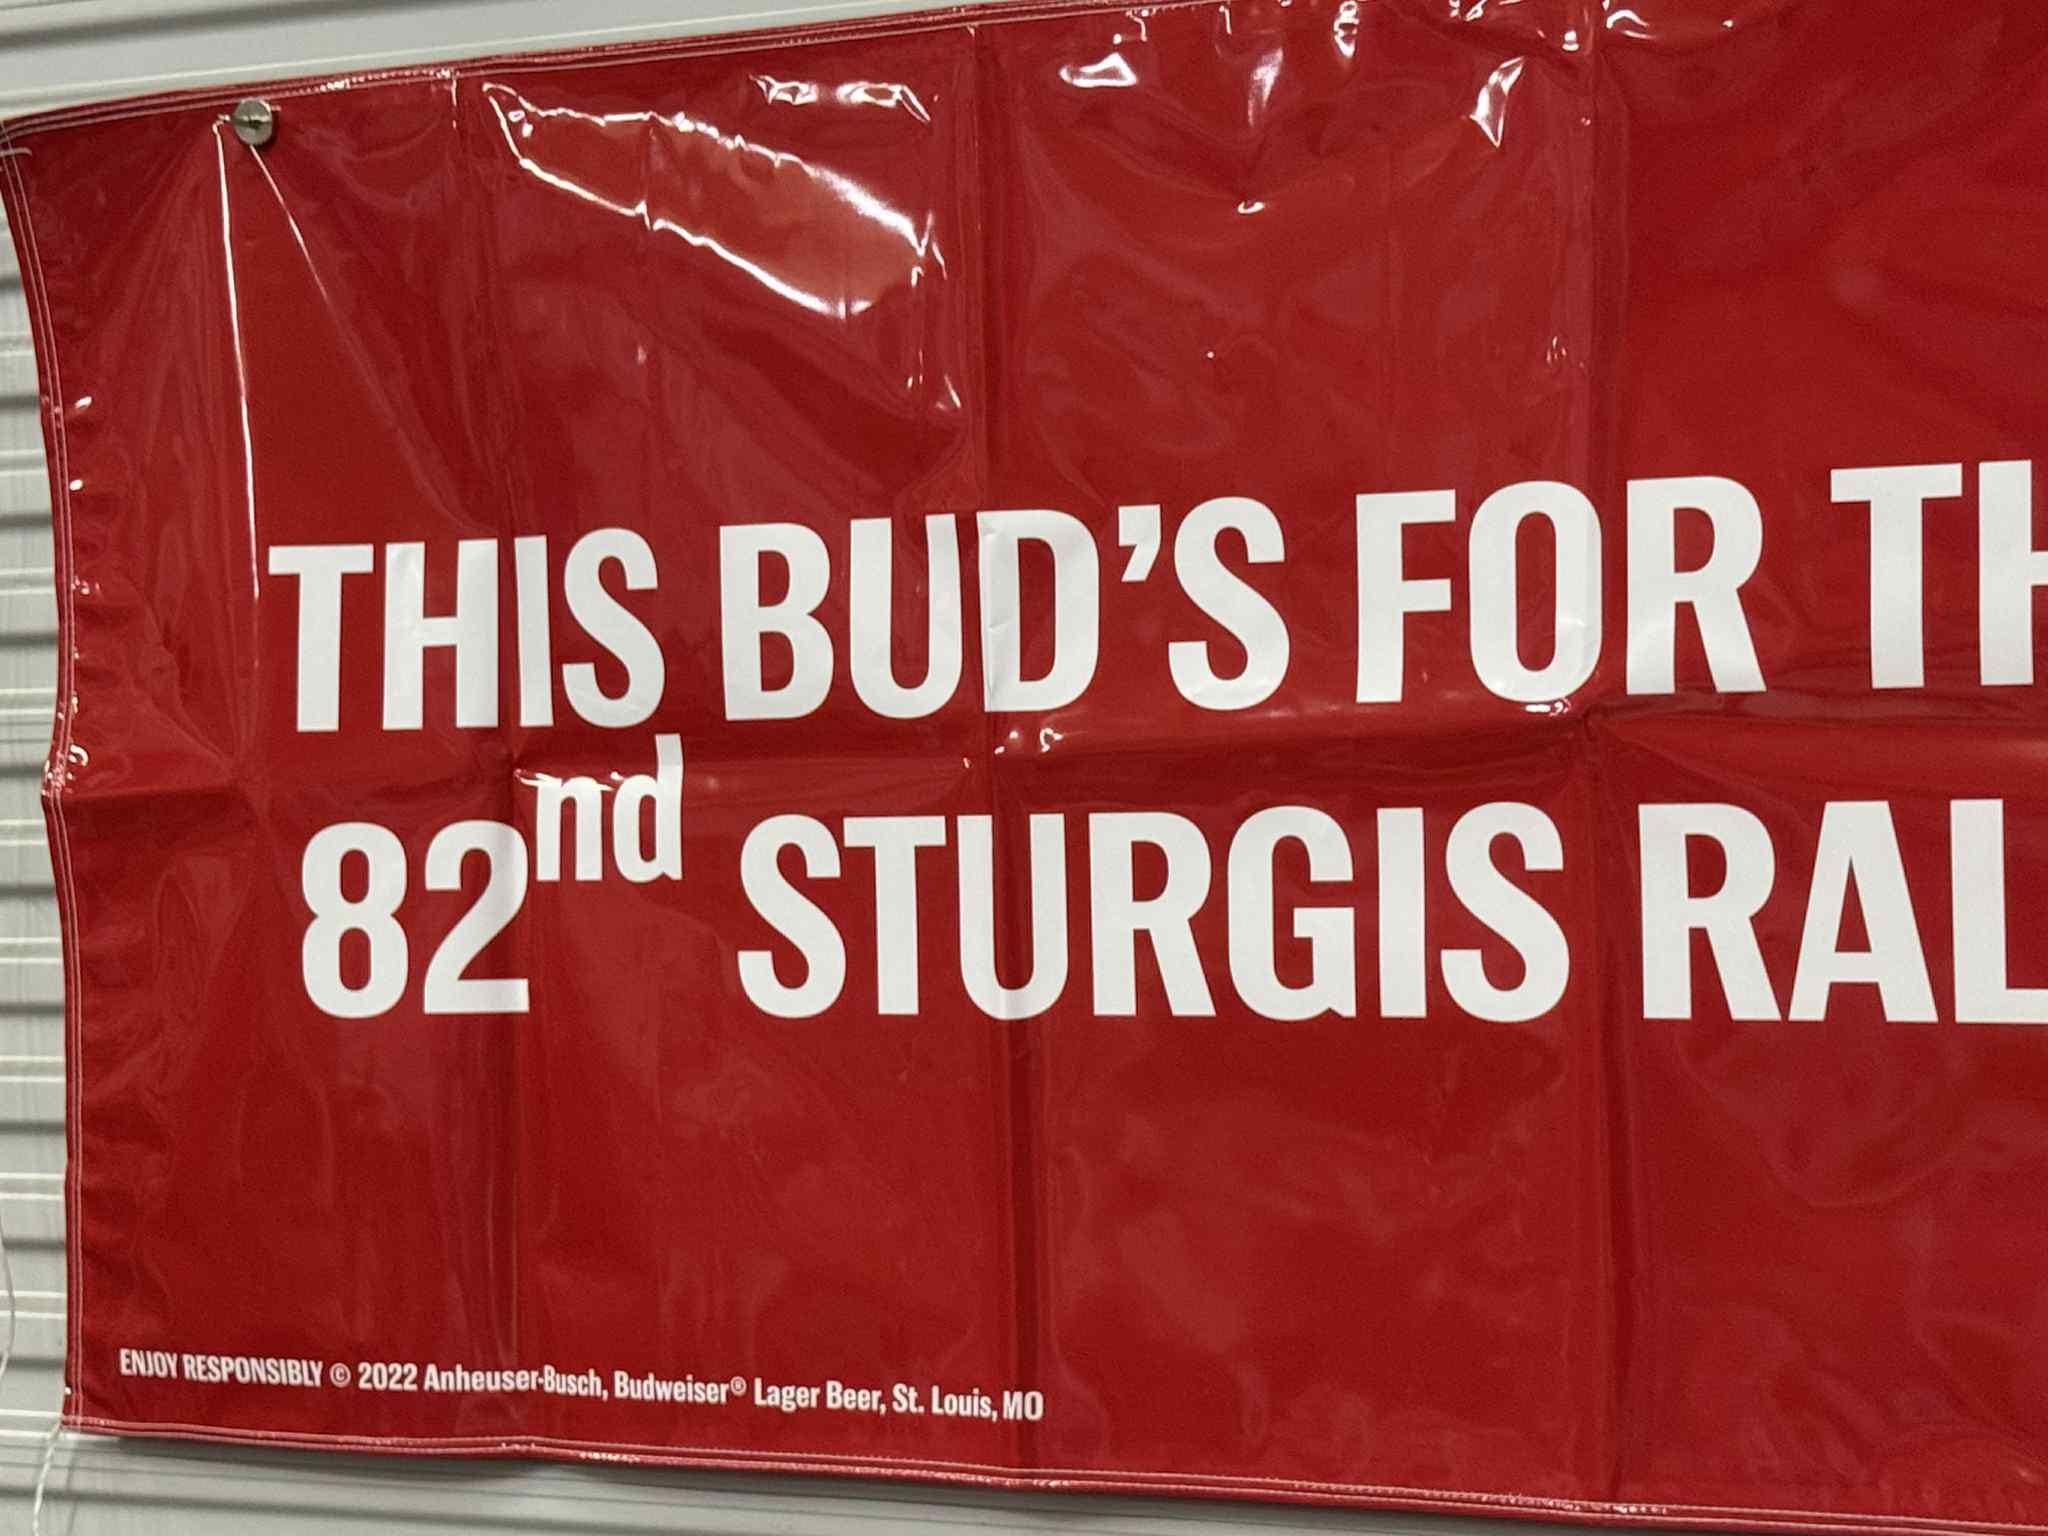 THIS BUD'S FOR TH
82nd STURGIS RAL
ENJOY RESPONSIBLY © 2022 Anheuser-Busch, Budweiser® Lager Beer, St. Louis, MO